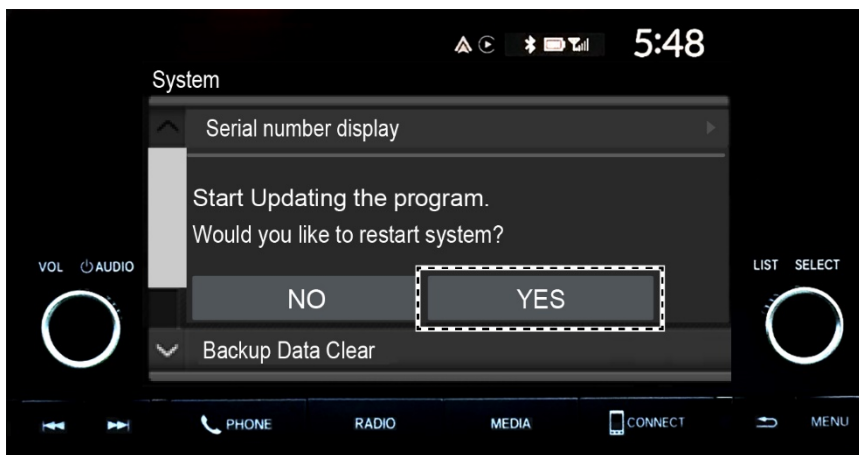 5:48
System
Serial number display
Start Updating the program.
Would you like to restart system?
NO YES
VOL AUDIO LIST SELECT
Backup Data Clear
PHONE RADIO MEDIA CONNECT MENU